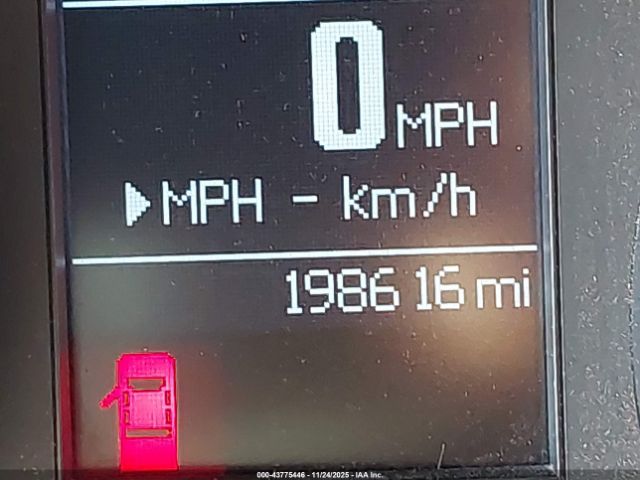 0 MPH
▶MPH - km/h
198616 mi
000-43775446 - 11/24/2025 - IAA Inc.